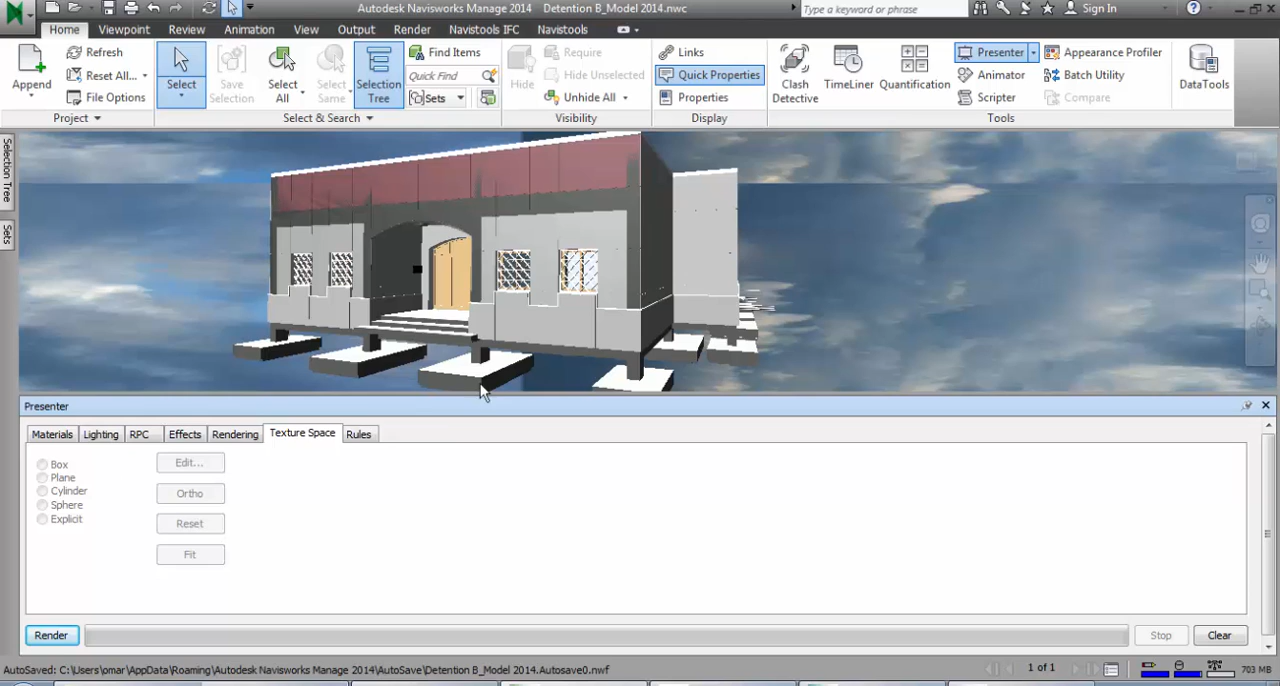 Autodesk Navisworks Manage 2014 Detention B_Model 2014.nwc
Type a keyword or phrase
Sign In
Home Viewpoint Review Animation View Output Render Navistools IFC Navistools
Append
Refresh
Reset All...
File Options
Project
Select
Save Selection
Select All
Select Same
Selection Tree
Find Items
Quick Find
Sets
Select & Search
Hide
Require
Hide Unselected
Unhide All
Visibility
Links
Quick Properties
Properties
Display
Clash Detective
TimeLiner
Quantification
Presenter
Animator
Scripter
Appearance Profiler
Batch Utility
Compare
Tools
DataTools
Selection Tree
Sets
Presenter
Materials Lighting RPC Effects Rendering Texture Space Rules
Box
Plane
Cylinder
Sphere
Explicit
Edit...
Ortho
Reset
Fit
Render
Stop
Clear
AutoSaved: C:\Users\omar\AppData\Roaming\Autodesk Navisworks Manage 2014\AutoSave\Detention B_Model 2014.Autosave0.nwf
1 of 1
703 MB